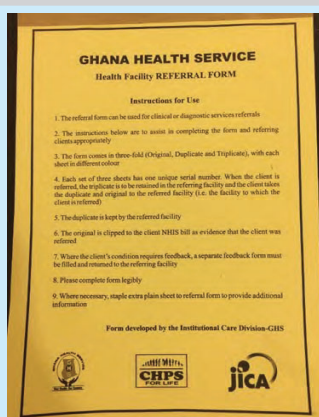 GHANA HEALTH SERVICE
Health Facility REFERRAL FORM
Instructions for Use
1. The referral form can be used for clinical or diagnostic services referrals
2. The instructions below are to assist in completing the form and referring
clients appropriately
3. The form comes in three-fold (Original, Duplicate and Triplicate), with each
sheet in different colour
4. Each set of three sheets has one unique serial number. When the client is
referred, the triplicate is to be retained in the referring facility and the client takes
the duplicate and original to the referred facility (i.e. the facility to which the
client is referred)
5. The duplicate is kept by the referred facility
6. The original is clipped to the client NHIS bill as evidence that the client was
referred
7. Where the client's condition requires feedback, a separate feedback form must
be filled and returned to the referring facility
8. Please complete form legibly
9. Where necessary, staple extra plain sheet to referral form to provide additional
information
Form developed by the Institutional Care Division-GHS
CHPS
FOR LIFE
jICA